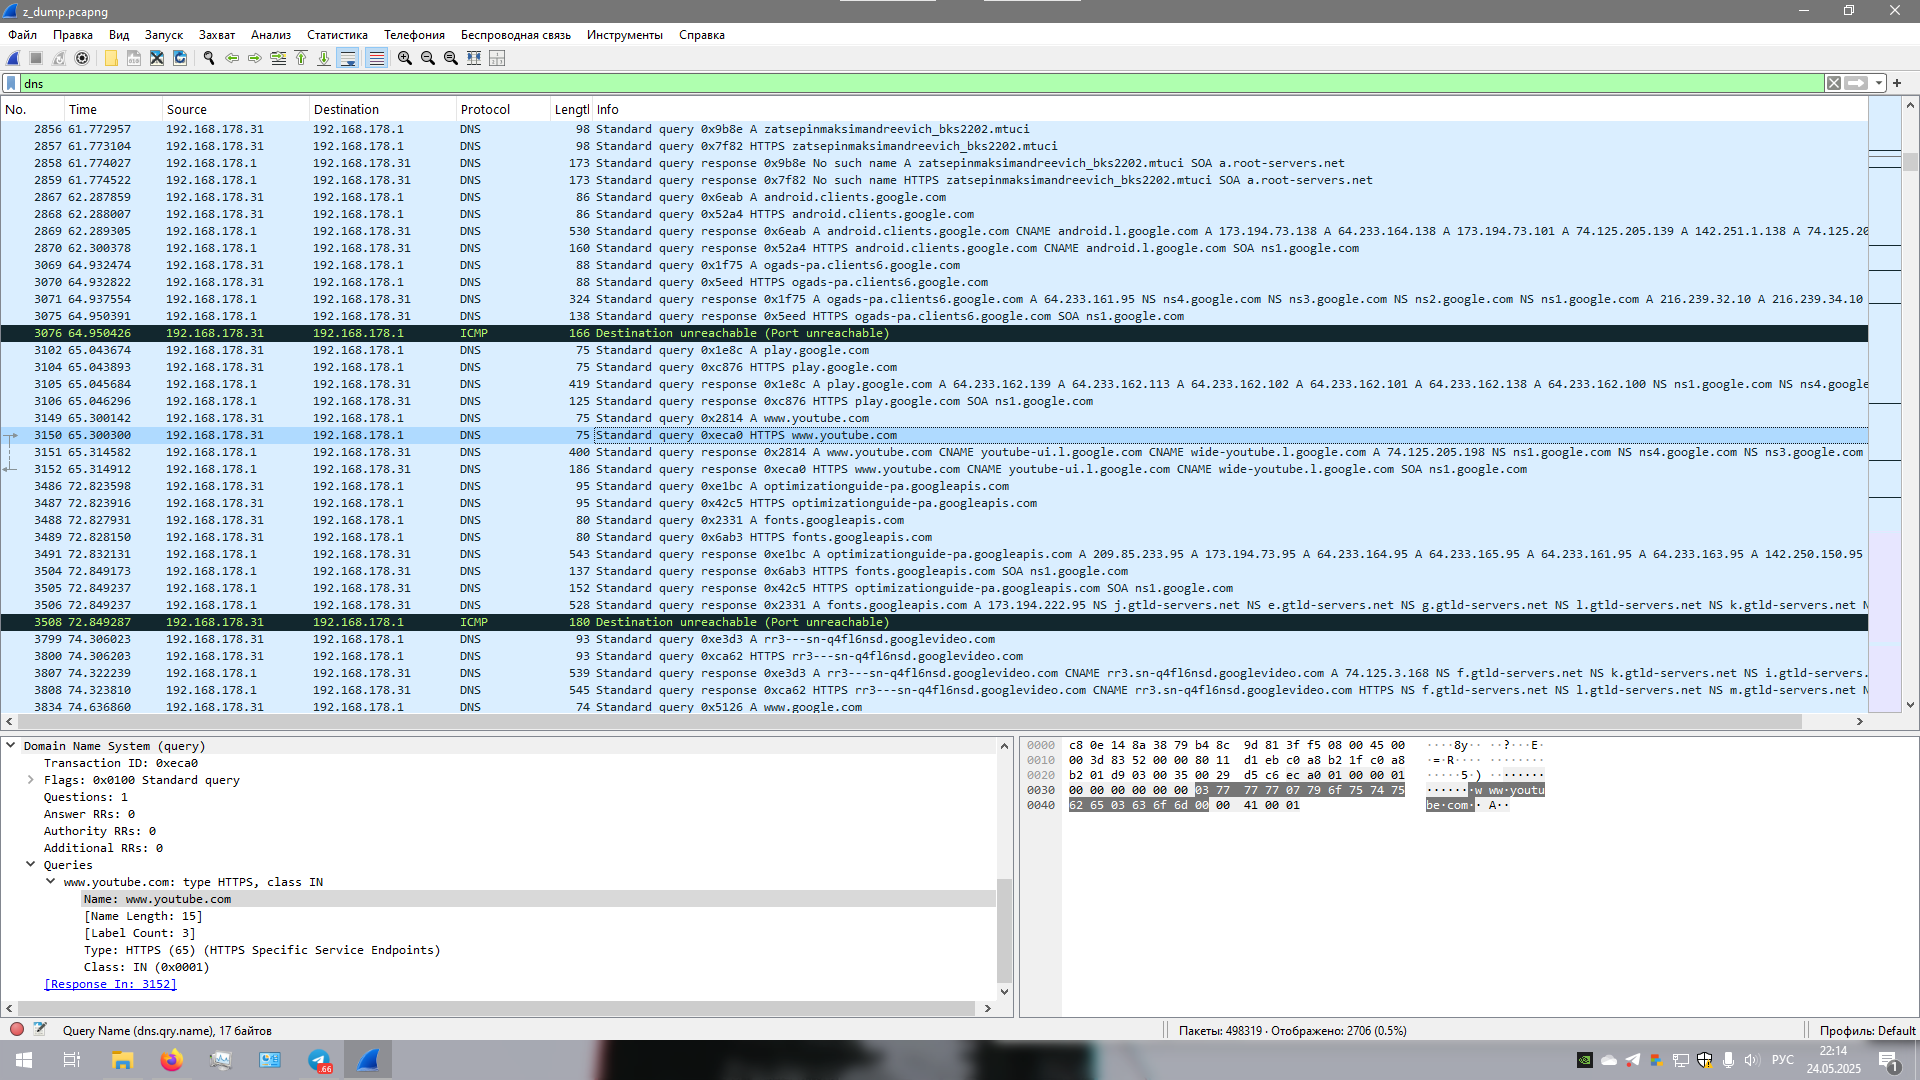 z_dump.pcapng
Файл Правка Вид Запуск Захват Анализ Статистика Телефония Беспроводная связь Инструменты Справка
dns
No. Time Source Destination Protocol Lengtl Info
2856 61.772957 192.168.178.31 192.168.178.1 DNS 98 Standard query 0x9b8e A zatsepinmaksimandreevich_bks2202.mtuci
2857 61.773104 192.168.178.31 192.168.178.1 DNS 98 Standard query 0x7f82 HTTPS zatsepinmaksimandreevich_bks2202.mtuci
2858 61.774027 192.168.178.1 192.168.178.31 DNS 173 Standard query response 0x9b8e No such name A zatsepinmaksimandreevich_bks2202.mtuci SOA a.root-servers.net
2859 61.774522 192.168.178.1 192.168.178.31 DNS 173 Standard query response 0x7f82 No such name HTTPS zatsepinmaksimandreevich_bks2202.mtuci SOA a.root-servers.net
2867 62.287859 192.168.178.31 192.168.178.1 DNS 86 Standard query 0x6eab A android.clients.google.com
2868 62.288007 192.168.178.31 192.168.178.1 DNS 86 Standard query 0x52a4 HTTPS android.clients.google.com
2869 62.289305 192.168.178.1 192.168.178.31 DNS 530 Standard query response 0x6eab A android.clients.google.com CNAME android.l.google.com A 173.194.73.138 A 64.233.164.138 A 173.194.73.101 A 74.125.205.139 A 142.251.1.138 A 74.125.20
2870 62.300378 192.168.178.1 192.168.178.31 DNS 160 Standard query response 0x52a4 HTTPS android.clients.google.com CNAME android.l.google.com SOA ns1.google.com
3069 64.932474 192.168.178.31 192.168.178.1 DNS 88 Standard query 0x1f75 A ogads-pa.clients6.google.com
3070 64.932822 192.168.178.31 192.168.178.1 DNS 88 Standard query 0x5eed HTTPS ogads-pa.clients6.google.com
3071 64.937554 192.168.178.1 192.168.178.31 DNS 324 Standard query response 0x1f75 A ogads-pa.clients6.google.com A 64.233.161.95 NS ns4.google.com NS ns3.google.com NS ns2.google.com NS ns1.google.com A 216.239.32.10 A 216.239.34.10
3075 64.950391 192.168.178.1 192.168.178.31 DNS 138 Standard query response 0x5eed HTTPS ogads-pa.clients6.google.com SOA ns1.google.com
3076 64.950426 192.168.178.31 192.168.178.1 ICMP 166 Destination unreachable (Port unreachable)
3102 65.043674 192.168.178.31 192.168.178.1 DNS 75 Standard query 0x1e8c A play.google.com
3104 65.043893 192.168.178.31 192.168.178.1 DNS 75 Standard query 0xc876 HTTPS play.google.com
3105 65.045684 192.168.178.1 192.168.178.31 DNS 419 Standard query response 0x1e8c A play.google.com A 64.233.162.139 A 64.233.162.113 A 64.233.162.102 A 64.233.162.101 A 64.233.162.138 A 64.233.162.100 NS ns1.google.com NS ns4.google
3106 65.046296 192.168.178.1 192.168.178.31 DNS 125 Standard query response 0xc876 HTTPS play.google.com SOA ns1.google.com
3149 65.300142 192.168.178.31 192.168.178.1 DNS 75 Standard query 0x2814 A www.youtube.com
3150 65.300300 192.168.178.31 192.168.178.1 DNS 75 Standard query 0xeca0 HTTPS www.youtube.com
3151 65.314582 192.168.178.1 192.168.178.31 DNS 400 Standard query response 0x2814 A www.youtube.com CNAME youtube-ui.l.google.com CNAME wide-youtube.l.google.com A 74.125.205.198 NS ns1.google.com NS ns4.google.com NS ns3.google.com
3152 65.314912 192.168.178.1 192.168.178.31 DNS 186 Standard query response 0xeca0 HTTPS www.youtube.com CNAME youtube-ui.l.google.com CNAME wide-youtube.l.google.com SOA ns1.google.com
3486 72.823598 192.168.178.31 192.168.178.1 DNS 95 Standard query 0xe1bc A optimizationguide-pa.googleapis.com
3487 72.823916 192.168.178.31 192.168.178.1 DNS 95 Standard query 0x42c5 HTTPS optimizationguide-pa.googleapis.com
3488 72.827931 192.168.178.31 192.168.178.1 DNS 80 Standard query 0x2331 A fonts.googleapis.com
3489 72.828150 192.168.178.31 192.168.178.1 DNS 80 Standard query 0x6ab3 HTTPS fonts.googleapis.com
3491 72.832131 192.168.178.1 192.168.178.31 DNS 543 Standard query response 0xe1bc A optimizationguide-pa.googleapis.com A 209.85.233.95 A 173.194.73.95 A 64.233.164.95 A 64.233.165.95 A 64.233.161.95 A 64.233.163.95 A 142.250.150.95
3504 72.849173 192.168.178.1 192.168.178.31 DNS 137 Standard query response 0x6ab3 HTTPS fonts.googleapis.com SOA ns1.google.com
3505 72.849237 192.168.178.1 192.168.178.31 DNS 152 Standard query response 0x42c5 HTTPS optimizationguide-pa.googleapis.com SOA ns1.google.com
3506 72.849237 192.168.178.1 192.168.178.31 DNS 528 Standard query response 0x2331 A fonts.googleapis.com A 173.194.222.95 NS j.gtld-servers.net NS e.gtld-servers.net NS g.gtld-servers.net NS l.gtld-servers.net NS k.gtld-servers.net N
3508 72.849287 192.168.178.31 192.168.178.1 ICMP 180 Destination unreachable (Port unreachable)
3799 74.306023 192.168.178.31 192.168.178.1 DNS 93 Standard query 0xe3d3 A rr3---sn-q4fl6nsd.googlevideo.com
3800 74.306203 192.168.178.31 192.168.178.1 DNS 93 Standard query 0xca62 HTTPS rr3---sn-q4fl6nsd.googlevideo.com
3807 74.322239 192.168.178.1 192.168.178.31 DNS 539 Standard query response 0xe3d3 A rr3---sn-q4fl6nsd.googlevideo.com CNAME rr3.sn-q4fl6nsd.googlevideo.com A 74.125.3.168 NS f.gtld-servers.net NS k.gtld-servers.net NS i.gtld-servers.
3808 74.323810 192.168.178.1 192.168.178.31 DNS 545 Standard query response 0xca62 HTTPS rr3---sn-q4fl6nsd.googlevideo.com CNAME rr3.sn-q4fl6nsd.googlevideo.com HTTPS NS f.gtld-servers.net NS l.gtld-servers.net NS m.gtld-servers.net N
3834 74.636860 192.168.178.31 192.168.178.1 DNS 74 Standard query 0x5126 A www.google.com
Domain Name System (query)
Transaction ID: 0xeca0
Flags: 0x0100 Standard query
Questions: 1
Answer RRs: 0
Authority RRs: 0
Additional RRs: 0
Queries
www.youtube.com: type HTTPS, class IN
Name: www.youtube.com
[Name Length: 15]
[Label Count: 3]
Type: HTTPS (65) (HTTPS Specific Service Endpoints)
Class: IN (0x0001)
[Response In: 3152]
0000 c8 0e 14 8a 38 79 b4 8c 9d 81 3f f5 08 00 45 00 ····8y·· ··?···E·
0010 00 3d 83 52 00 00 80 11 d1 eb c0 a8 b2 1f c0 a8 ·=·R···· ········
0020 b2 01 d9 03 00 35 00 29 d5 c6 ec a0 01 00 00 01 ·····5·) ········
0030 00 00 00 00 00 00 03 77 77 77 07 79 6f 75 74 75 ·······w ww·youtu
0040 62 65 03 63 6f 6d 00 00 41 00 01 be·com·· A··
Query Name (dns.qry.name), 17 байтов
Пакеты: 498319 · Отображено: 2706 (0.5%)
Профиль: Default
66
РУС
22:14
24.05.2025
1